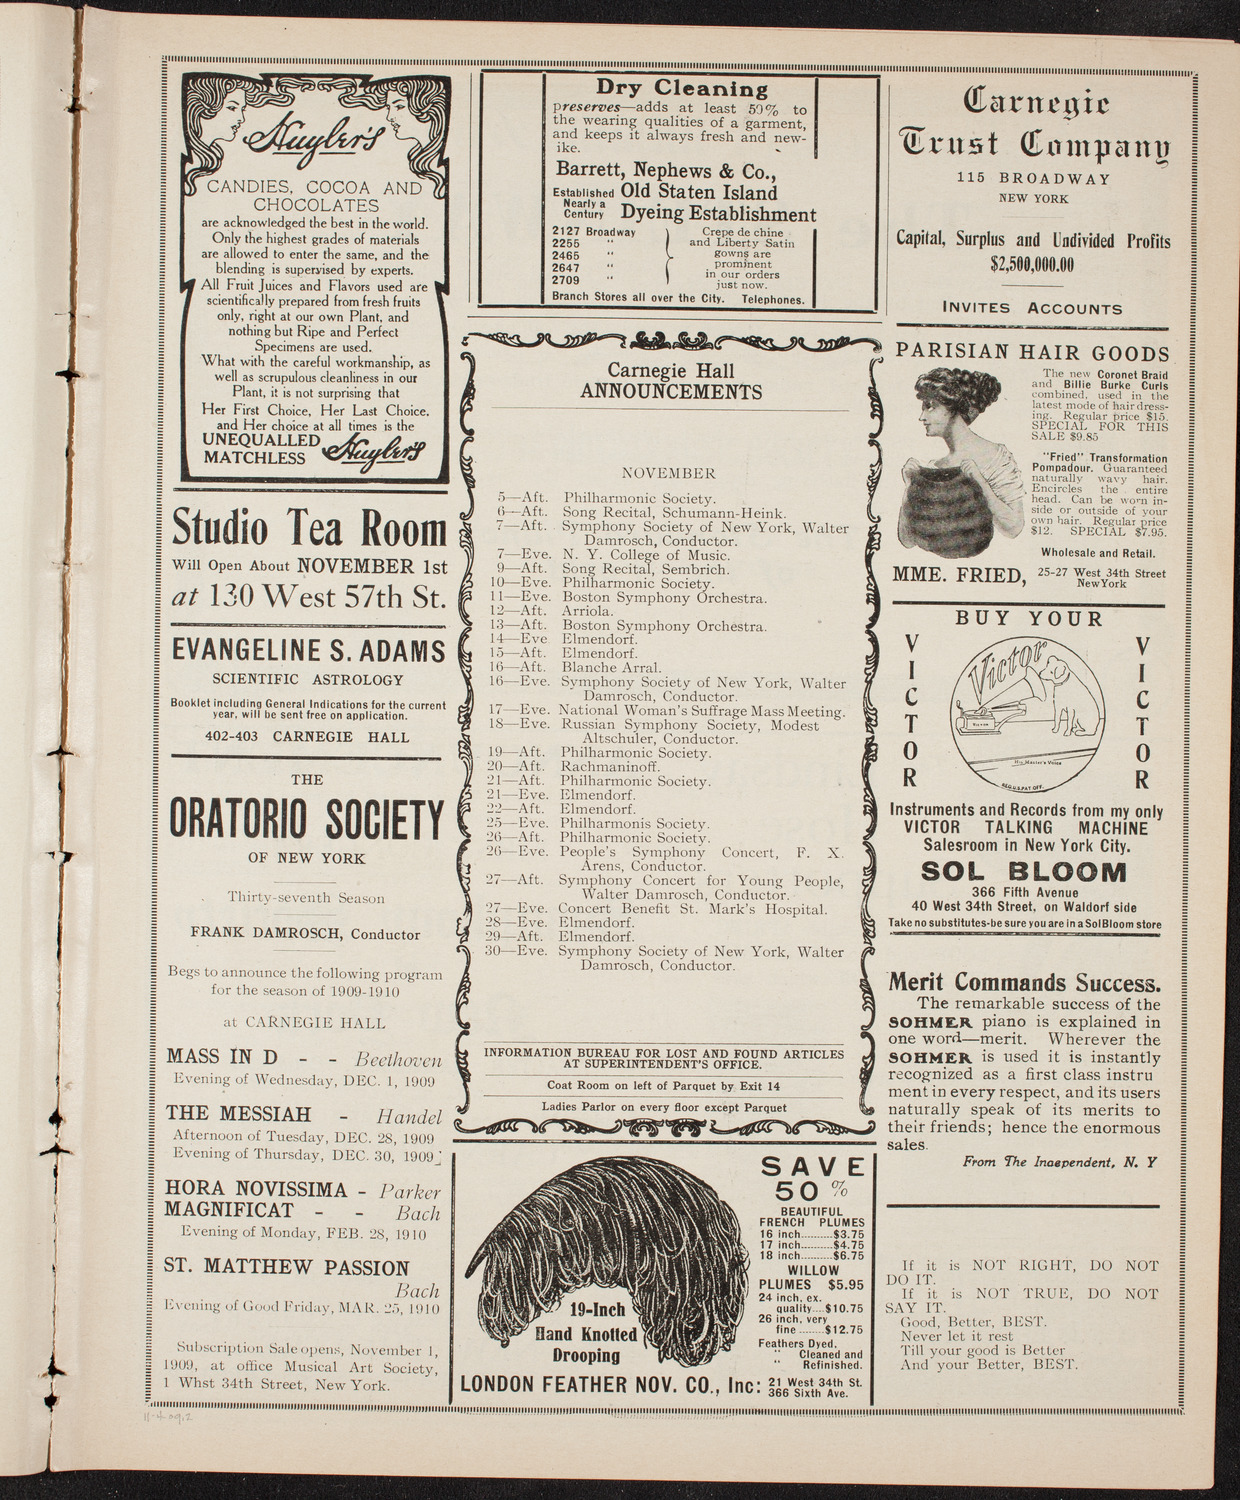 Huyler's
CANDIES, COCOA AND
CHOCOLATES
are acknowledged the best in the world.
Only the highest grades of materials
are allowed to enter the same, and the
blending is supervised by experts.
All Fruit Juices and Flavors used are
scientifically prepared from fresh fruits
only, right at our own Plant, and
nothing but Ripe and Perfect
Specimens are used.
What with the careful workmanship, as
well as scrupulous cleanliness in our
Plant, it is not surprising that
Her First Choice, Her Last Choice.
and Her choice at all times is the
UNEQUALLED
MATCHLESS Huyler's
Studio Tea Room
Will Open About NOVEMBER 1st
at 130 West 57th St.
EVANGELINE S. ADAMS
SCIENTIFIC ASTROLOGY
Booklet including General Indications for the current
year, will be sent free on application.
402-403 CARNEGIE HALL
THE
ORATORIO SOCIETY
OF NEW YORK
Thirty-seventh Season
FRANK DAMROSCH, Conductor
Begs to announce the following program
for the season of 1909-1910
at CARNEGIE HALL
MASS IN D - - Beethoven
Evening of Wednesday, DEC. 1, 1909
THE MESSIAH - Handel
Afternoon of Tuesday, DEC. 28, 1909
Evening of Thursday, DEC. 30, 1909
HORA NOVISSIMA - Parker
MAGNIFICAT - - Bach
Evening of Monday, FEB. 28, 1910
ST. MATTHEW PASSION
Bach
Evening of Good Friday, MAR. 25, 1910
Subscription Sale opens, November 1,
1909, at office Musical Art Society,
1 Whst 34th Street, New York.
Dry Cleaning
preserves—adds at least 50% to
the wearing qualities of a garment,
and keeps it always fresh and new-
ike.
Barrett, Nephews & Co.,
Established Nearly a Century Old Staten Island
Dyeing Establishment
2127 Broadway
2255 "
2465 "
2647 "
2709 "
Crepe de chine
and Liberty Satin
gowns are
prominent
in our orders
just now.
Branch Stores all over the City. Telephones.
Carnegie Hall
ANNOUNCEMENTS
NOVEMBER
5—Aft. Philharmonic Society.
6—Aft. Song Recital, Schumann-Heink.
7—Aft. Symphony Society of New York, Walter
Damrosch, Conductor.
7—Eve. N. Y. College of Music.
9—Aft. Song Recital, Sembrich.
10—Eve. Philharmonic Society.
11—Eve. Boston Symphony Orchestra.
12—Aft. Arriola.
13—Aft. Boston Symphony Orchestra.
14—Eve Elmendorf.
15—Aft. Elmendorf.
16—Aft. Blanche Arral.
16—Eve. Symphony Society of New York, Walter
Damrosch, Conductor.
17—Eve. National Woman's Suffrage Mass Meeting.
18—Eve. Russian Symphony Society, Modest
Altschuler, Conductor.
19—Aft. Philharmonic Society.
20—Aft. Rachmaninoff.
21—Aft. Philharmonic Society.
21—Eve. Elmendorf.
22—Aft. Elmendorf.
25—Eve. Philharmonis Society.
26—Aft. Philharmonic Society.
26—Eve. People's Symphony Concert, F. X.
Arens, Conductor.
27—Aft. Symphony Concert for Young People,
Walter Damrosch, Conductor.
27—Eve. Concert Benefit St. Mark's Hospital.
28—Eve. Elmendorf.
29—Aft. Elmendorf.
30—Eve. Symphony Society of New York, Walter
Damrosch, Conductor.
INFORMATION BUREAU FOR LOST AND FOUND ARTICLES
AT SUPERINTENDENT'S OFFICE.
Coat Room on left of Parquet by Exit 14
Ladies Parlor on every floor except Parquet
19-Inch
Hand Knotted
Drooping
SAVE
50%
BEAUTIFUL
FRENCH PLUMES
16 inch..........$3.75
17 inch..........$4.75
18 inch..........$6.75
WILLOW
PLUMES $5.95
24 inch, ex.
quality....$10.75
26 inch, very
fine........$12.75
Feathers Dyed.
" Cleaned and
" Refinished.
LONDON FEATHER NOV. CO., Inc: 21 West 34th St.
366 Sixth Ave.
Carnegie
Trust Company
115 BROADWAY
NEW YORK
Capital, Surplus and Undivided Profits
$2,500,000.00
INVITES ACCOUNTS
PARISIAN HAIR GOODS
The new Coronet Braid
and Billie Burke Curls
combined, used in the
latest mode of hair dress-
ing. Regular price $15.
SPECIAL FOR THIS
SALE $9.85
"Fried" Transformation
Pompadour. Guaranteed
naturally wavy hair.
Encircles the entire
head. Can be worn in-
side or outside of your
own hair. Regular price
$12. SPECIAL $7.95.
Wholesale and Retail.
MME. FRIED, 25-27 West 34th Street
New York
BUY YOUR
VICTOR
VICTOR
Victor
VICTOR
His Master's Voice
REG.U.S.PAT.OFF.
Instruments and Records from my only
VICTOR TALKING MACHINE
Salesroom in New York City.
SOL BLOOM
366 Fifth Avenue
40 West 34th Street, on Waldorf side
Take no substitutes-be sure you are in a Sol Bloom store
Merit Commands Success.
The remarkable success of the
SOHMER piano is explained in
one word—merit. Wherever the
SOHMER is used it is instantly
recognized as a first class instru
ment in every respect, and its users
naturally speak of its merits to
their friends; hence the enormous
sales.
From The Inaependent, N. Y
If it is NOT RIGHT, DO NOT
DO IT.
If it is NOT TRUE, DO NOT
SAY IT.
Good, Better, BEST.
Never let it rest
Till your good is Better
And your Better, BEST.